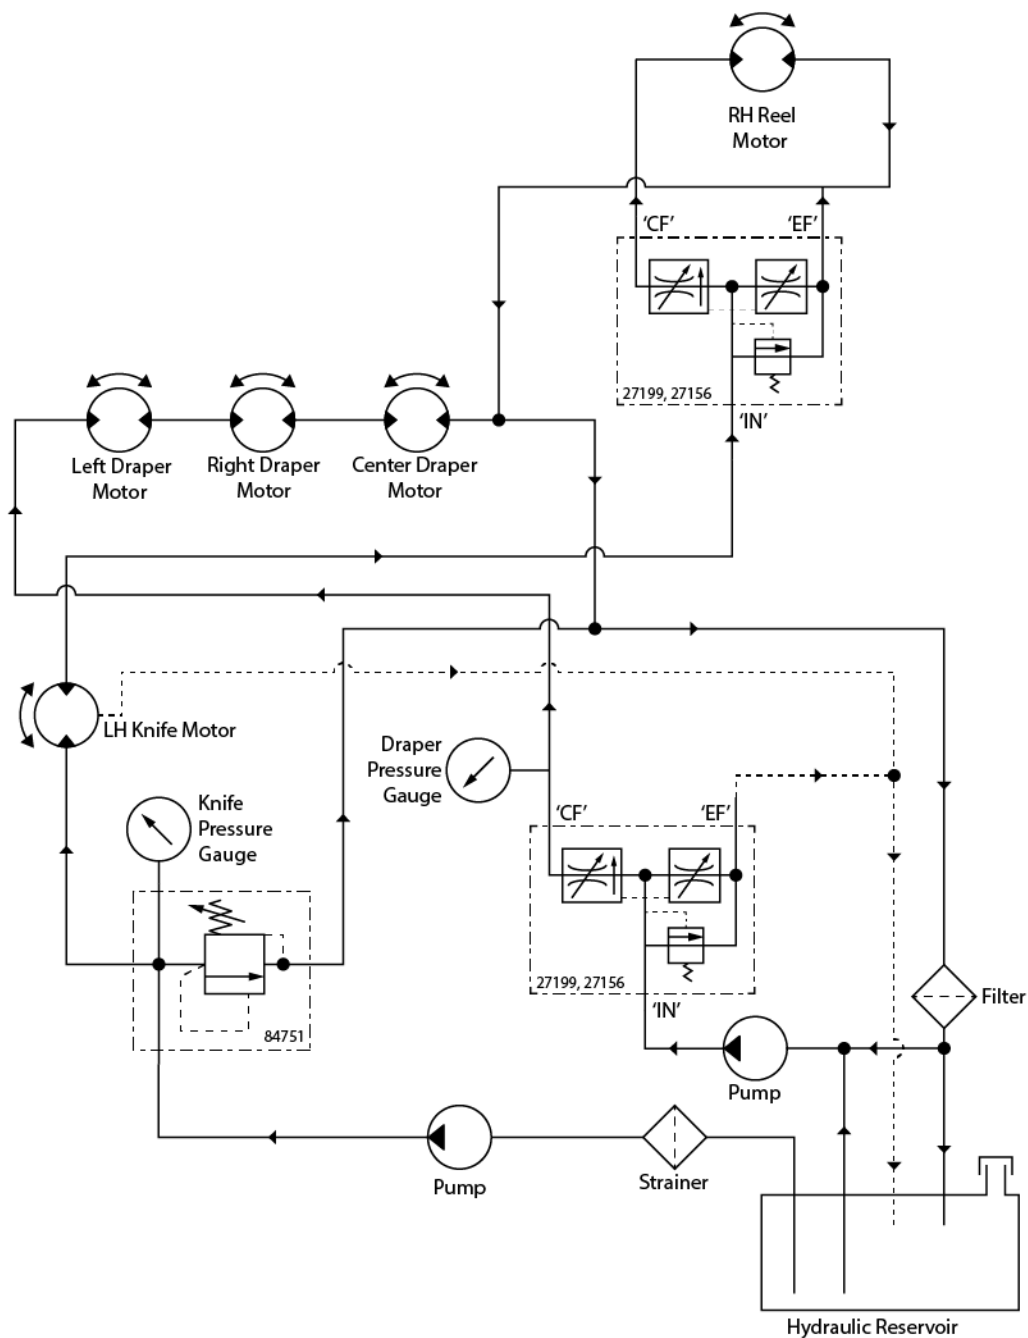 RH Reel
Motor
'CF'
'EF'
27199, 27156
'IN'
Left Draper
Motor
Right Draper
Motor
Center Draper
Motor
LH Knife Motor
Draper
Pressure
Gauge
Knife
Pressure
Gauge
'CF'
'EF'
27199, 27156
'IN'
84751
Filter
Pump
Pump
Strainer
Hydraulic Reservoir